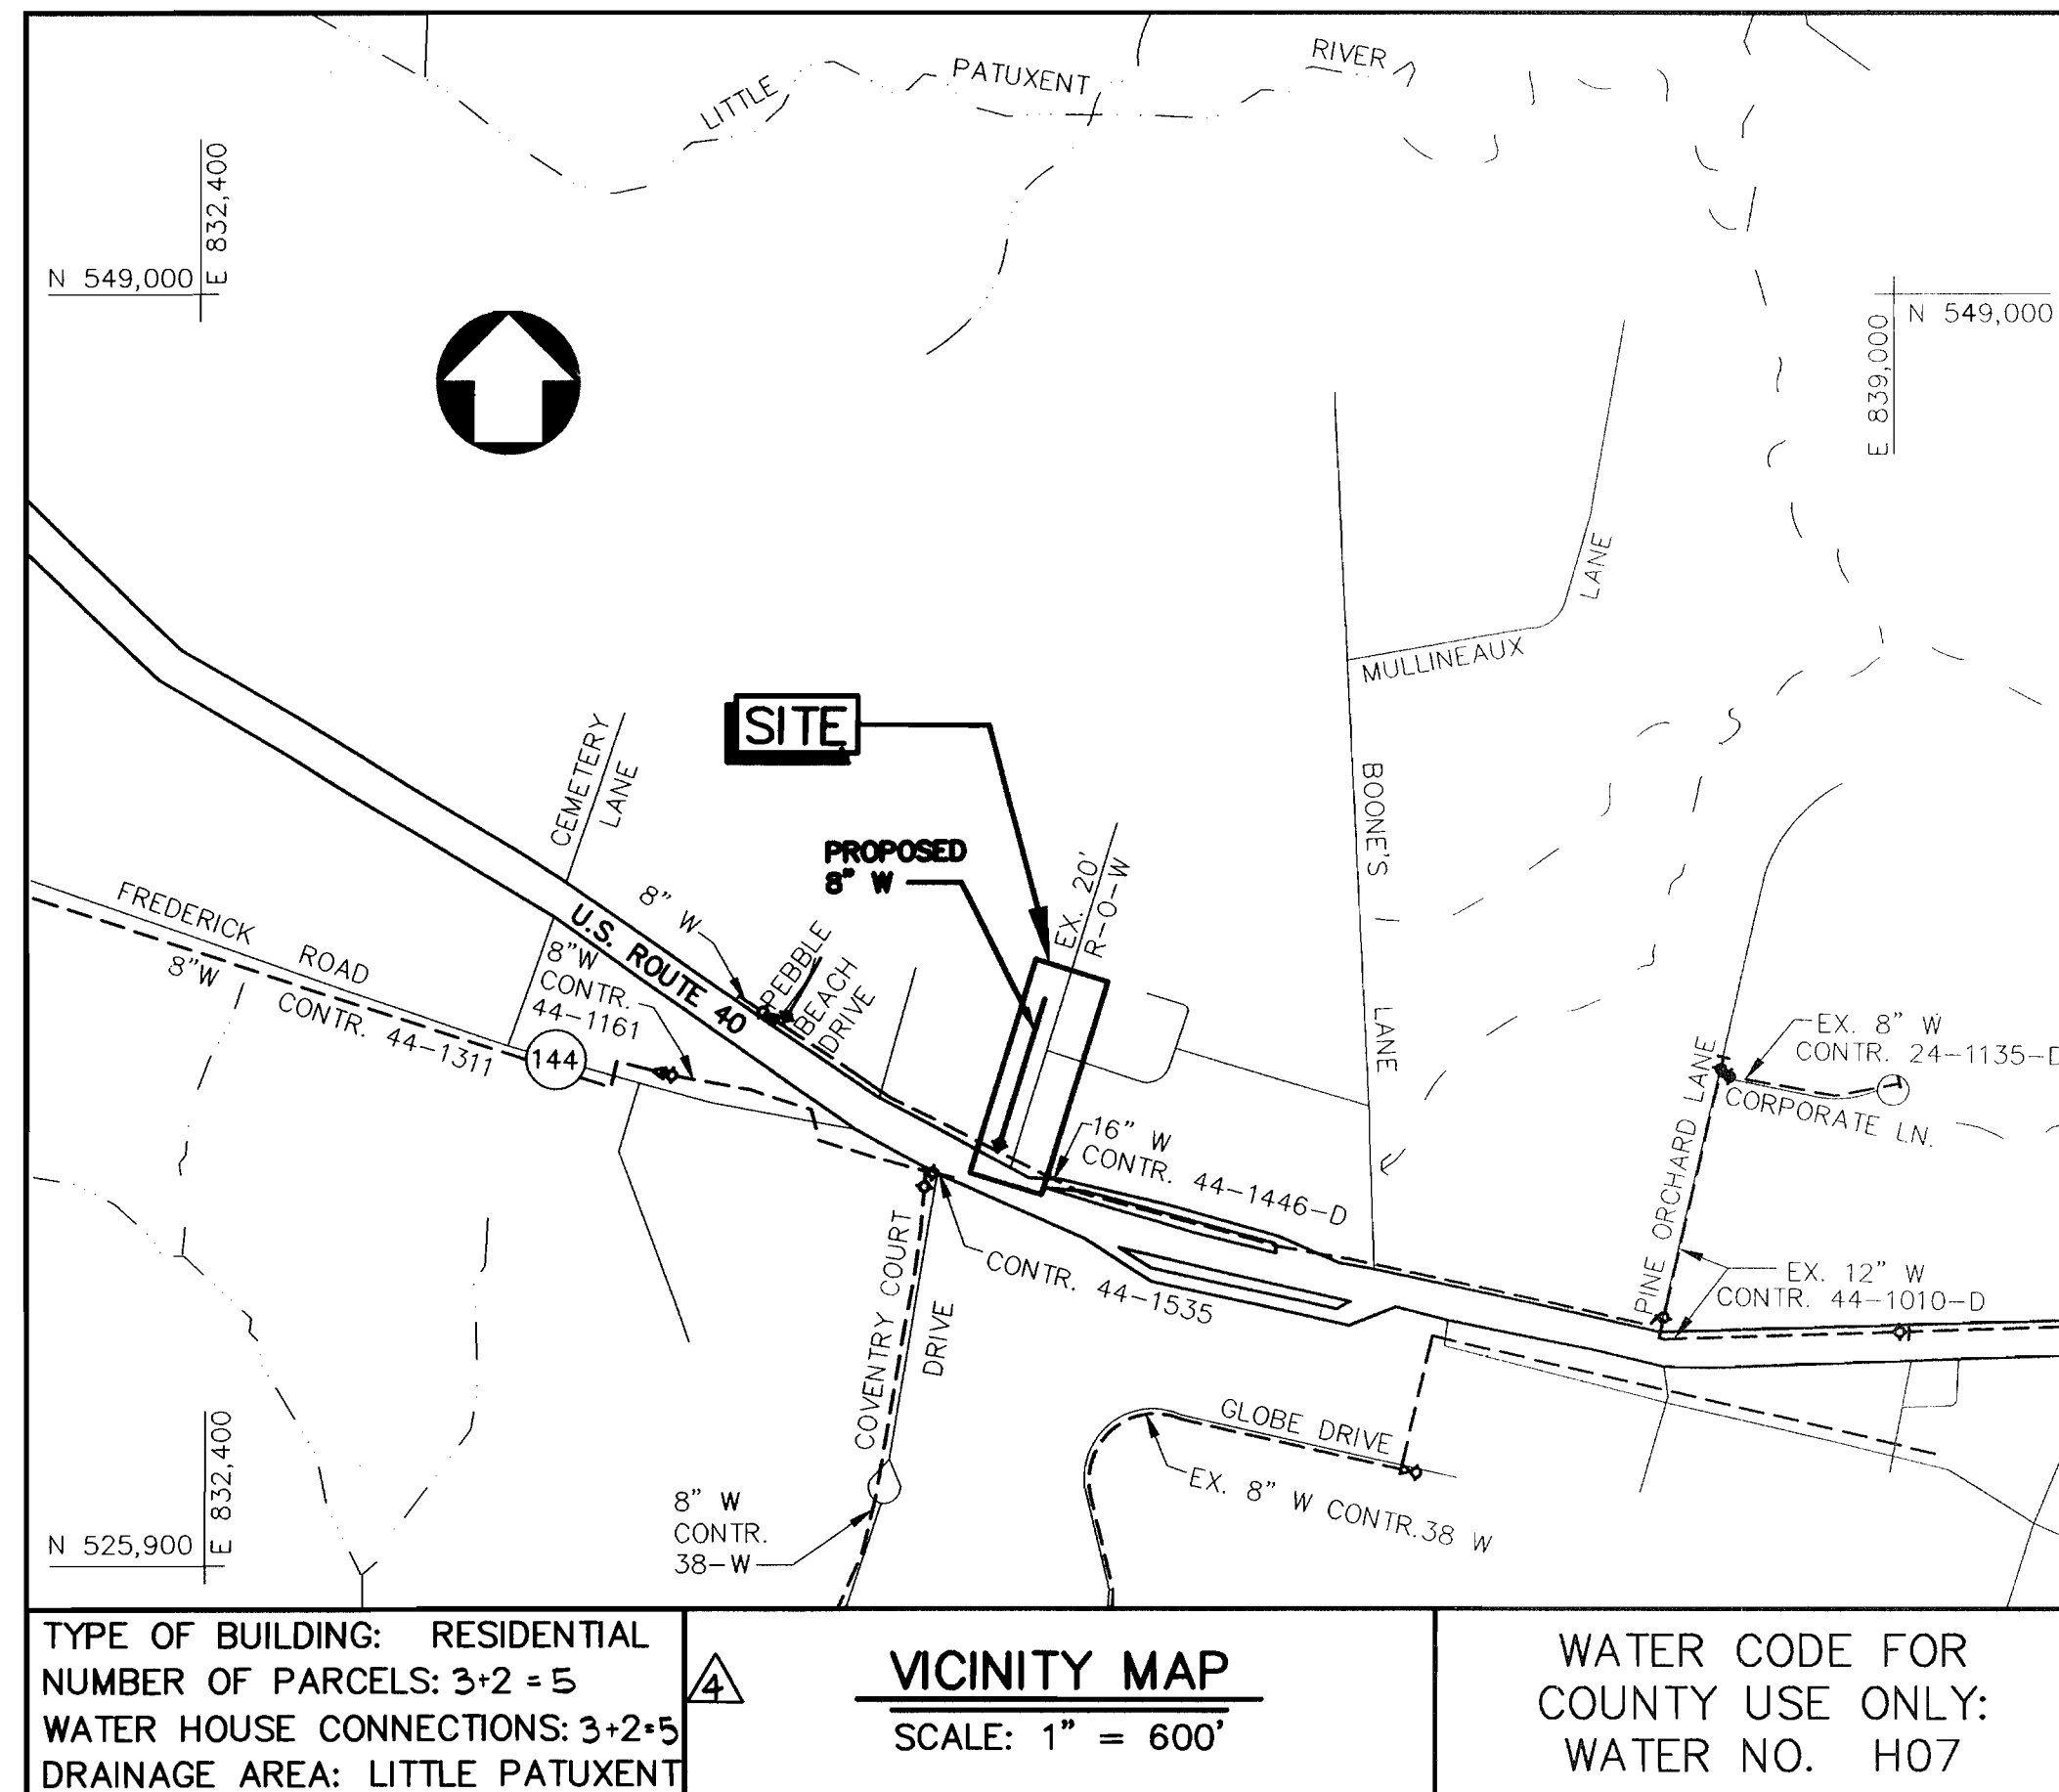 LITTLE
PATUXENT
RIVER
N 549,000
E 832,400
N 549,000
E 839,000
MULLINEAUX
LANE
SITE
CEMETERY
LANE
BOONE'S
LANE
PROPOSED
8" W
EX. 20'
R-O-W
8" W
PEBBLE
BEACH
DRIVE
U.S. ROUTE 40
FREDERICK
ROAD
8"W
CONTR. 44-1311
8"W
CONTR.
44-1161
144
16" W
CONTR. 44-1446-D
CONTR. 44-1535
COVENTRY COURT
DRIVE
PINE ORCHARD LANE
EX. 8" W
CONTR. 24-1135-D
CORPORATE LN.
EX. 12" W
CONTR. 44-1010-D
GLOBE DRIVE
EX. 8" W CONTR.38 W
8" W
CONTR.
38-W
N 525,900
E 832,400
TYPE OF BUILDING: RESIDENTIAL
NUMBER OF PARCELS: 3+2 = 5
WATER HOUSE CONNECTIONS: 3+2=5
DRAINAGE AREA: LITTLE PATUXENT
4
VICINITY MAP
SCALE: 1" = 600'
WATER CODE FOR
COUNTY USE ONLY:
WATER NO. H07